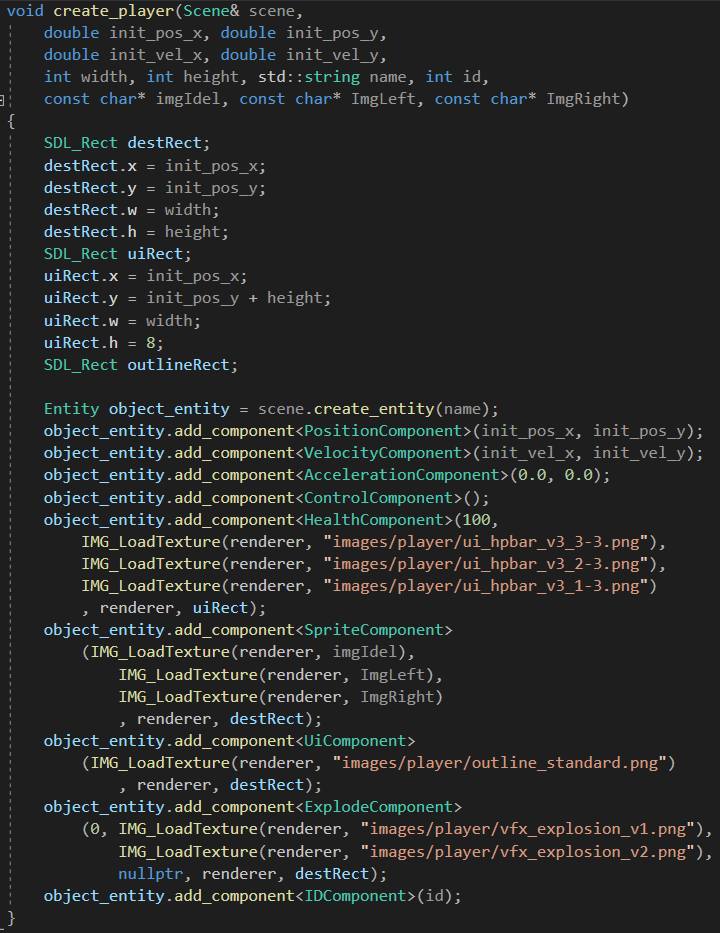 void create_player(Scene& scene,
    double init_pos_x, double init_pos_y,
    double init_vel_x, double init_vel_y,
    int width, int height, std::string name, int id,
    const char* imgIdel, const char* ImgLeft, const char* ImgRight)
{
    SDL_Rect destRect;
    destRect.x = init_pos_x;
    destRect.y = init_pos_y;
    destRect.w = width;
    destRect.h = height;
    SDL_Rect uiRect;
    uiRect.x = init_pos_x;
    uiRect.y = init_pos_y + height;
    uiRect.w = width;
    uiRect.h = 8;
    SDL_Rect outlineRect;

    Entity object_entity = scene.create_entity(name);
    object_entity.add_component<PositionComponent>(init_pos_x, init_pos_y);
    object_entity.add_component<VelocityComponent>(init_vel_x, init_vel_y);
    object_entity.add_component<AccelerationComponent>(0.0, 0.0);
    object_entity.add_component<ControlComponent>();
    object_entity.add_component<HealthComponent>(100,
        IMG_LoadTexture(renderer, "images/player/ui_hpbar_v3_3-3.png"),
        IMG_LoadTexture(renderer, "images/player/ui_hpbar_v3_2-3.png"),
        IMG_LoadTexture(renderer, "images/player/ui_hpbar_v3_1-3.png")
        , renderer, uiRect);
    object_entity.add_component<SpriteComponent>
        (IMG_LoadTexture(renderer, imgIdel),
            IMG_LoadTexture(renderer, ImgLeft),
            IMG_LoadTexture(renderer, ImgRight)
            , renderer, destRect);
    object_entity.add_component<UiComponent>
        (IMG_LoadTexture(renderer, "images/player/outline_standard.png")
            , renderer, destRect);
    object_entity.add_component<ExplodeComponent>
        (0, IMG_LoadTexture(renderer, "images/player/vfx_explosion_v1.png"),
            IMG_LoadTexture(renderer, "images/player/vfx_explosion_v2.png"),
            nullptr, renderer, destRect);
    object_entity.add_component<IDComponent>(id);
}